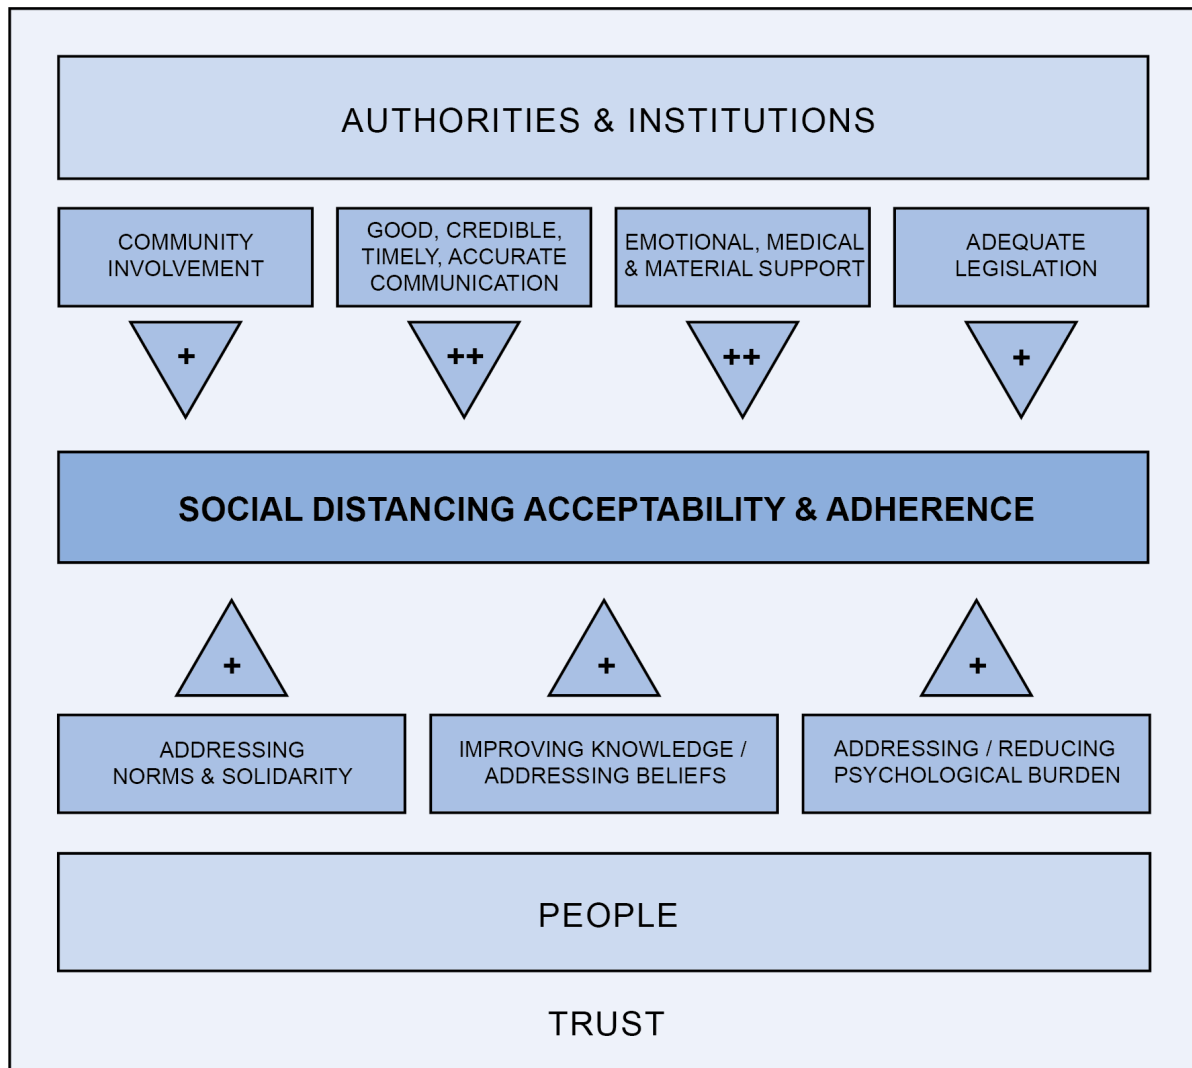 AUTHORITIES & INSTITUTIONS
COMMUNITY
INVOLVEMENT
GOOD, CREDIBLE,
TIMELY, ACCURATE
COMMUNICATION
EMOTIONAL, MEDICAL
& MATERIAL SUPPORT
ADEQUATE
LEGISLATION
+
++
++
+
SOCIAL DISTANCING ACCEPTABILITY & ADHERENCE
+
+
+
ADDRESSING
NORMS & SOLIDARITY
IMPROVING KNOWLEDGE /
ADDRESSING BELIEFS
ADDRESSING / REDUCING
PSYCHOLOGICAL BURDEN
PEOPLE
TRUST